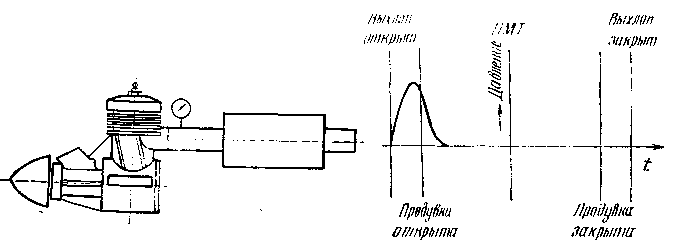 Выхлоп
открыт
НМТ
Выхлоп
закрыт
Давление
t
Продувка
открыта
Продувка
закрыта